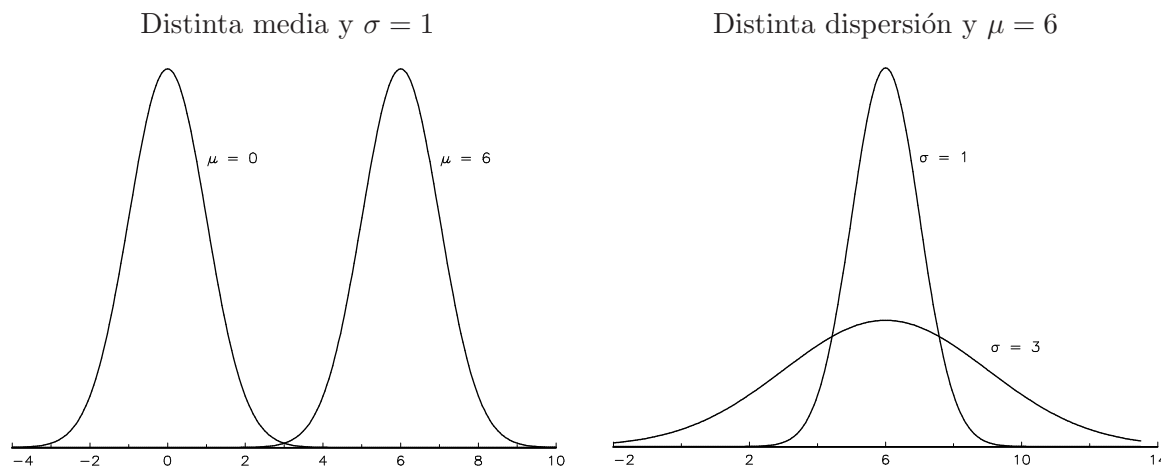 Distinta media y σ = 1
Distinta dispersión y μ = 6
μ = 0
μ = 6
-4 -2 0 2 4 6 8 10
σ = 1
σ = 3
-2 2 6 10 14